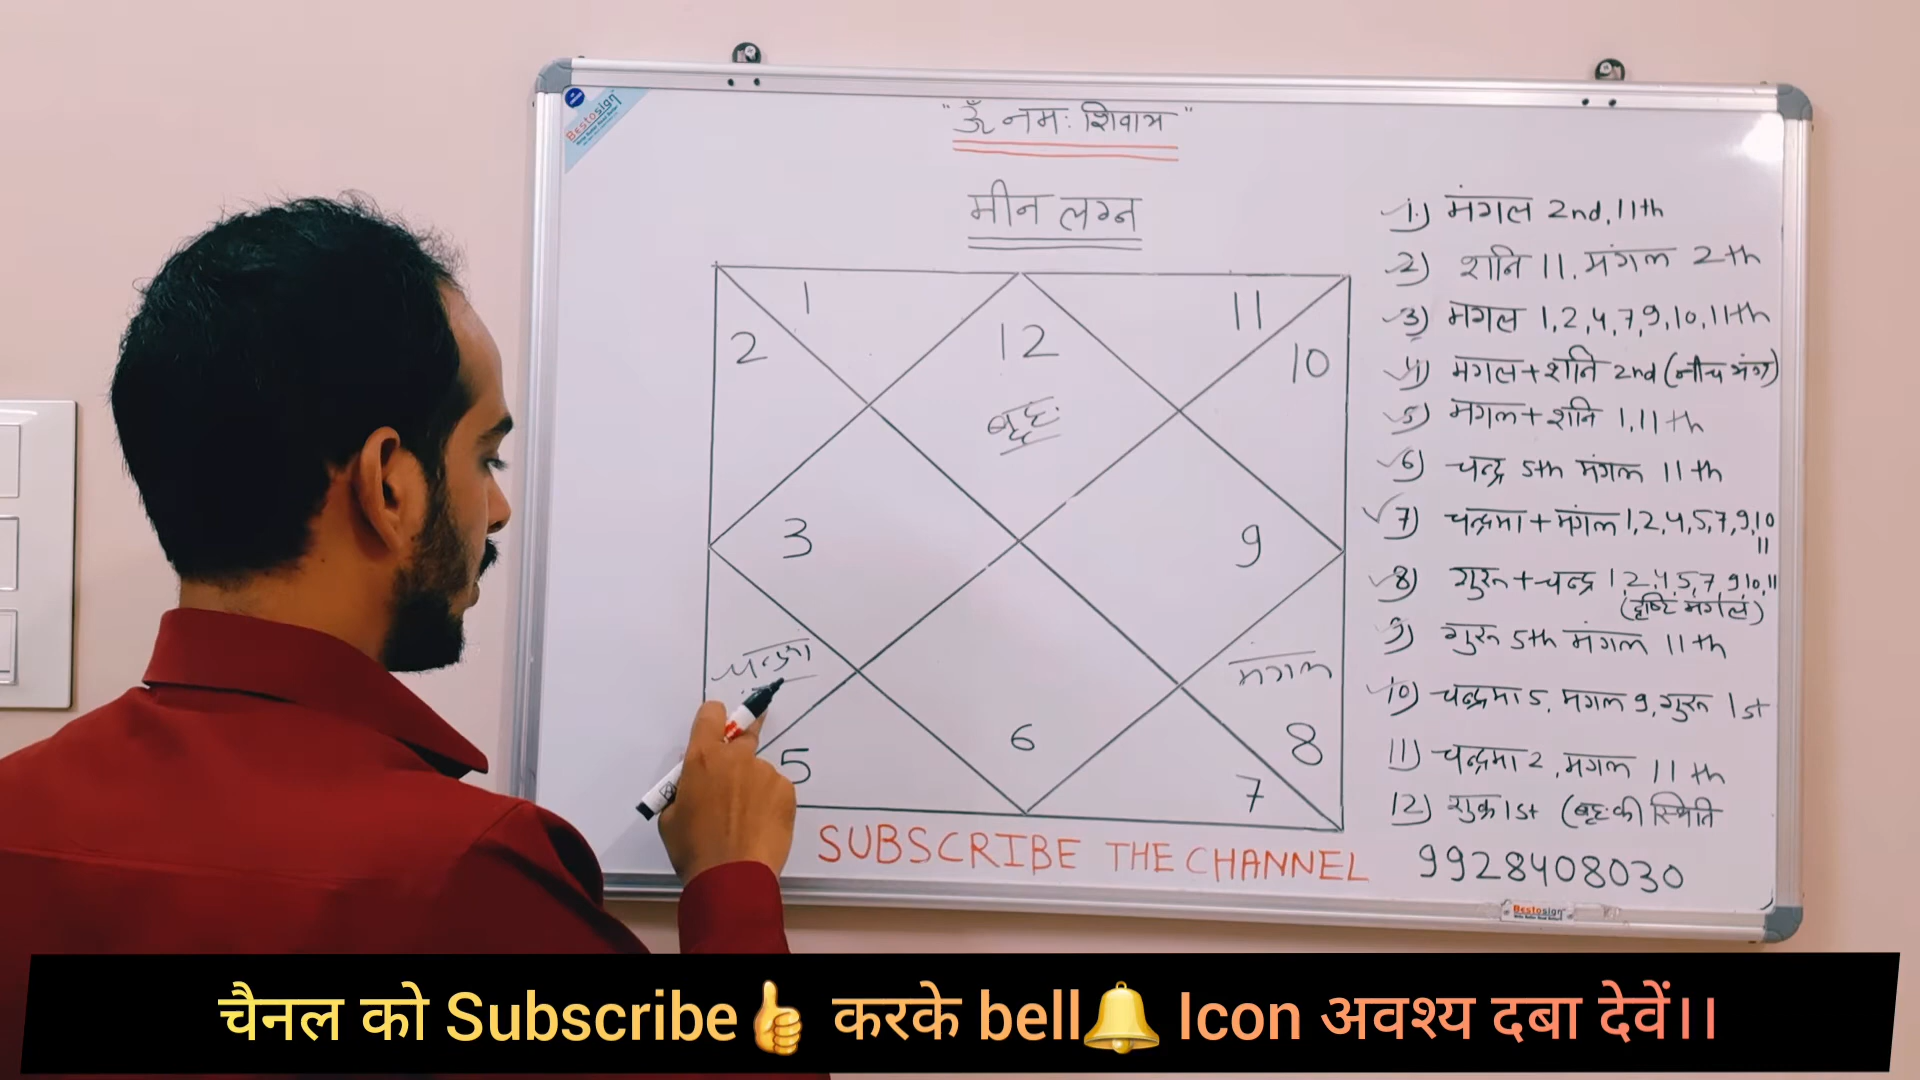 Bestosign
"ॐ नमः शिवाय"
मीन लग्न
1
2
12
11
10
बृहः
3
9
चन्द्रमा
मंगल
5
6
8
7
SUBSCRIBE THE CHANNEL
1.) मंगल 2nd, 11th
2) शनि 11, मंगल 2th
3) मंगल 1,2,4,7,9,10,11th
4) मंगल+शनि 2nd (नीच भंग)
5) मंगल+शनि 1,11th
6) चन्द्र 5th मंगल 11th
7) चन्द्रमा+मंगल 1,2,4,5,7,9,10
11
8) गुरु+चन्द्र 1,2,4,5,7,9,10,11
(दृष्टि मंगल)
9) गुरु 5th मंगल 11th
10) चन्द्रमा 5, मंगल 9, गुरु 1st
11) चन्द्रमा 2, मंगल 11th
12) शुक्र 1st (बृहः की स्थिति
9928408030
Bestosign
चैनल को Subscribe👍 करके bell🔔 Icon अवश्य दबा देवें।।